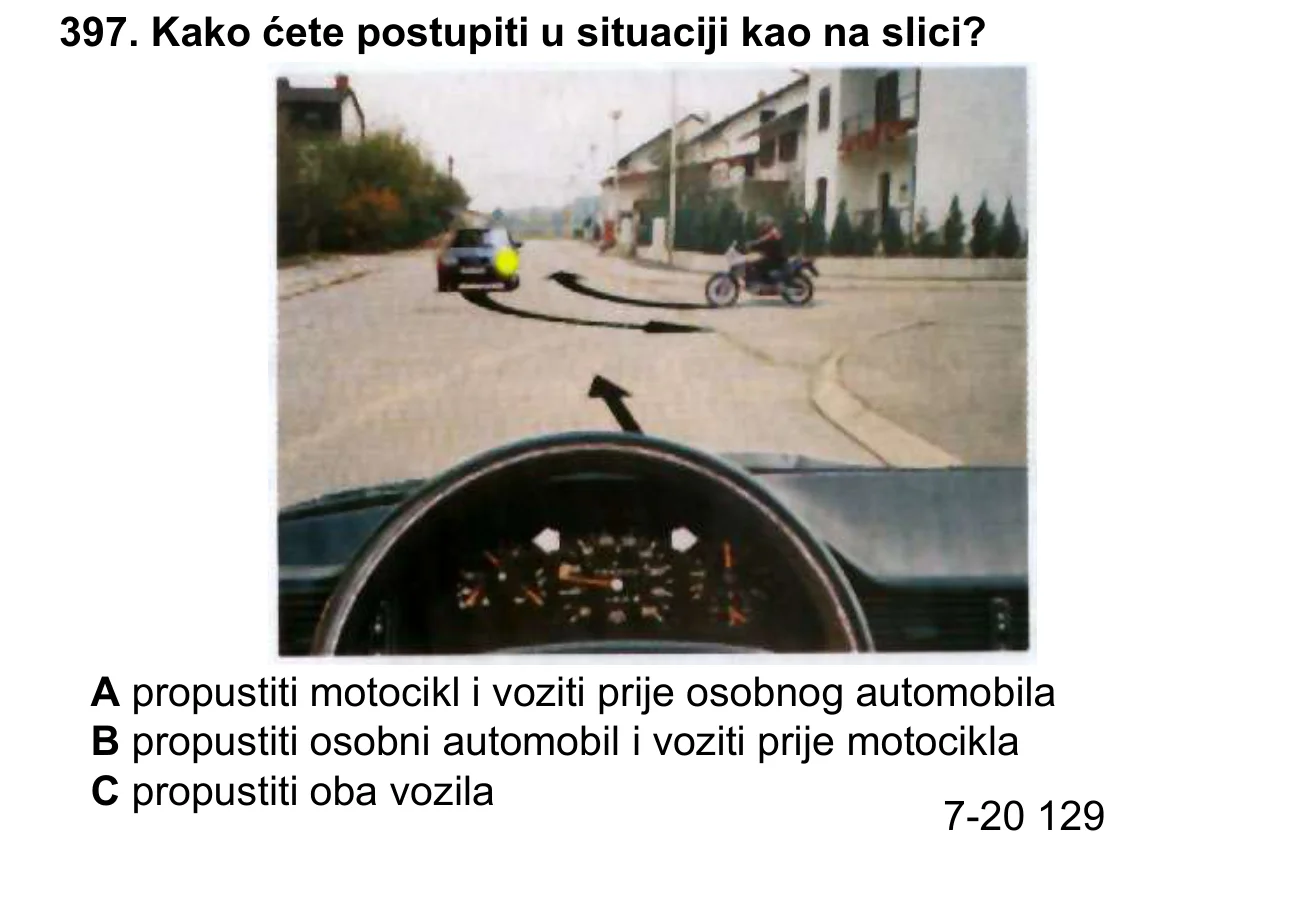 397. Kako ćete postupiti u situaciji kao na slici?
A propustiti motocikl i voziti prije osobnog automobila
B propustiti osobni automobil i voziti prije motocikla
C propustiti oba vozila
7-20 129